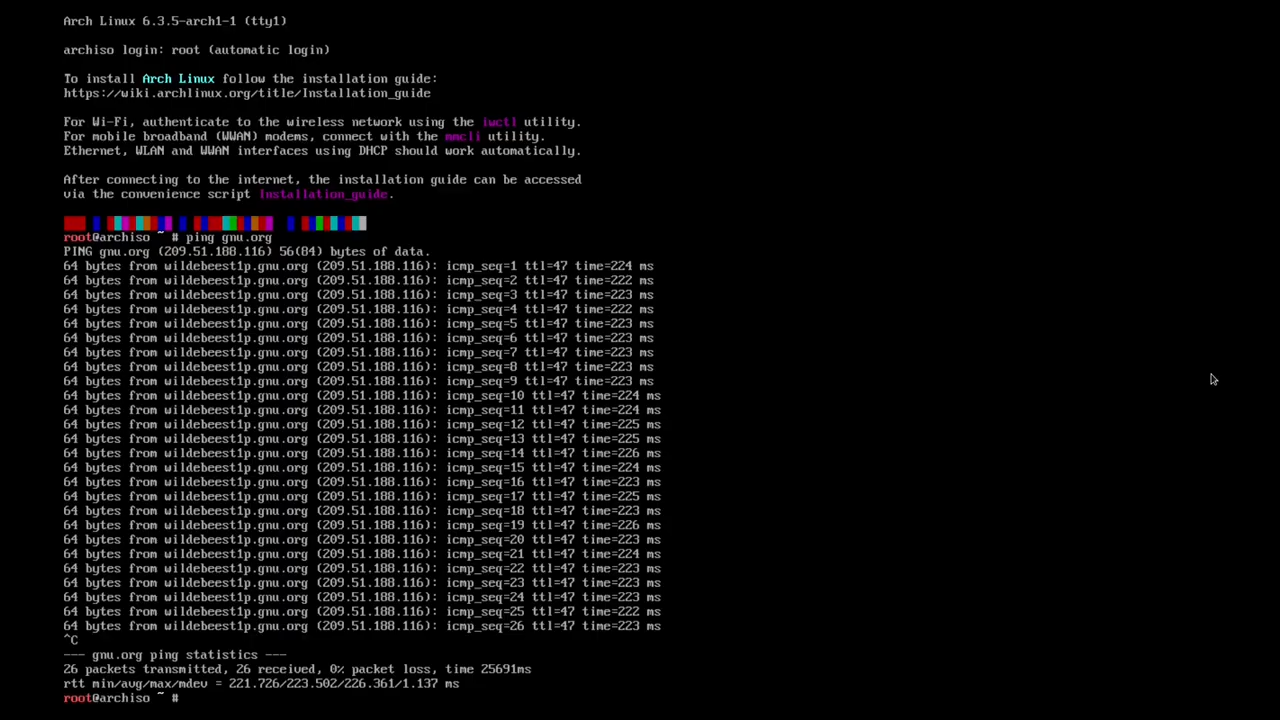 Arch Linux 6.3.5-arch1-1 (tty1)
archiso login: root (automatic login)
To install Arch Linux follow the installation guide:
https://wiki.archlinux.org/title/Installation_guide
For Wi-Fi, authenticate to the wireless network using the iwctl utility.
For mobile broadband (WWAN) modems, connect with the mmcli utility.
Ethernet, WLAN and WWAN interfaces using DHCP should work automatically.
After connecting to the internet, the installation guide can be accessed
via the convenience script Installation_guide.
root@archiso ~ # ping gnu.org
PING gnu.org (209.51.188.116) 56(84) bytes of data.
64 bytes from wildebeest1p.gnu.org (209.51.188.116): icmp_seq=1 ttl=47 time=224 ms
64 bytes from wildebeest1p.gnu.org (209.51.188.116): icmp_seq=2 ttl=47 time=222 ms
64 bytes from wildebeest1p.gnu.org (209.51.188.116): icmp_seq=3 ttl=47 time=223 ms
64 bytes from wildebeest1p.gnu.org (209.51.188.116): icmp_seq=4 ttl=47 time=222 ms
64 bytes from wildebeest1p.gnu.org (209.51.188.116): icmp_seq=5 ttl=47 time=223 ms
64 bytes from wildebeest1p.gnu.org (209.51.188.116): icmp_seq=6 ttl=47 time=223 ms
64 bytes from wildebeest1p.gnu.org (209.51.188.116): icmp_seq=7 ttl=47 time=223 ms
64 bytes from wildebeest1p.gnu.org (209.51.188.116): icmp_seq=8 ttl=47 time=223 ms
64 bytes from wildebeest1p.gnu.org (209.51.188.116): icmp_seq=9 ttl=47 time=223 ms
64 bytes from wildebeest1p.gnu.org (209.51.188.116): icmp_seq=10 ttl=47 time=224 ms
64 bytes from wildebeest1p.gnu.org (209.51.188.116): icmp_seq=11 ttl=47 time=224 ms
64 bytes from wildebeest1p.gnu.org (209.51.188.116): icmp_seq=12 ttl=47 time=225 ms
64 bytes from wildebeest1p.gnu.org (209.51.188.116): icmp_seq=13 ttl=47 time=225 ms
64 bytes from wildebeest1p.gnu.org (209.51.188.116): icmp_seq=14 ttl=47 time=226 ms
64 bytes from wildebeest1p.gnu.org (209.51.188.116): icmp_seq=15 ttl=47 time=224 ms
64 bytes from wildebeest1p.gnu.org (209.51.188.116): icmp_seq=16 ttl=47 time=223 ms
64 bytes from wildebeest1p.gnu.org (209.51.188.116): icmp_seq=17 ttl=47 time=225 ms
64 bytes from wildebeest1p.gnu.org (209.51.188.116): icmp_seq=18 ttl=47 time=223 ms
64 bytes from wildebeest1p.gnu.org (209.51.188.116): icmp_seq=19 ttl=47 time=226 ms
64 bytes from wildebeest1p.gnu.org (209.51.188.116): icmp_seq=20 ttl=47 time=223 ms
64 bytes from wildebeest1p.gnu.org (209.51.188.116): icmp_seq=21 ttl=47 time=224 ms
64 bytes from wildebeest1p.gnu.org (209.51.188.116): icmp_seq=22 ttl=47 time=223 ms
64 bytes from wildebeest1p.gnu.org (209.51.188.116): icmp_seq=23 ttl=47 time=223 ms
64 bytes from wildebeest1p.gnu.org (209.51.188.116): icmp_seq=24 ttl=47 time=223 ms
64 bytes from wildebeest1p.gnu.org (209.51.188.116): icmp_seq=25 ttl=47 time=222 ms
64 bytes from wildebeest1p.gnu.org (209.51.188.116): icmp_seq=26 ttl=47 time=223 ms
^C
--- gnu.org ping statistics ---
26 packets transmitted, 26 received, 0% packet loss, time 25691ms
rtt min/avg/max/mdev = 221.726/223.502/226.361/1.137 ms
root@archiso ~ #